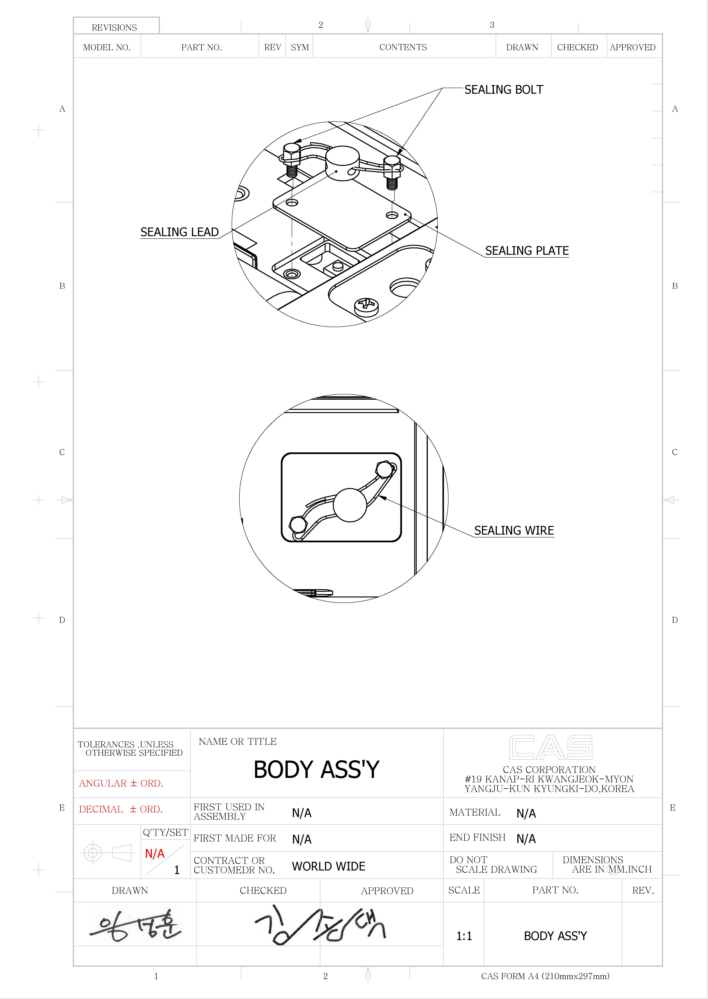 REVISIONS
2
3
MODEL NO. PART NO. REV SYM CONTENTS DRAWN CHECKED APPROVED
SEALING BOLT
A
A
SEALING LEAD
SEALING PLATE
B
B
C
C
SEALING WIRE
D
D
TOLERANCES .UNLESS
OTHERWISE SPECIFIED
ANGULAR ± ORD.
DECIMAL ± ORD.
Q'TY/SET
N/A
1
NAME OR TITLE
BODY ASS'Y
FIRST USED IN
ASSEMBLY
N/A
FIRST MADE FOR N/A
CONTRACT OR
CUSTOMEDR NO.
WORLD WIDE
CAS
CAS CORPORATION
#19 KANAP-RI KWANGJEOK-MYON
YANGJU-KUN KYUNGKI-DO,KOREA
MATERIAL N/A
END FINISH N/A
DO NOT
SCALE DRAWING
DIMENSIONS
ARE IN MM.INCH
E
E
DRAWN CHECKED APPROVED SCALE PART NO. REV.
1:1 BODY ASS'Y
1
2
CAS FORM A4 (210mmx297mm)